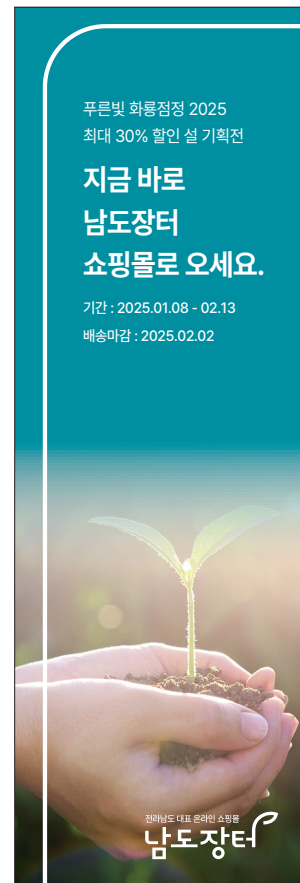 푸른빛 화룡점정 2025
최대 30% 할인 설 기획전
지금 바로
남도장터
쇼핑몰로 오세요.
기간 : 2025.01.08 - 02.13
배송마감 : 2025.02.02
전라남도 대표 온라인 쇼핑몰
남도장터